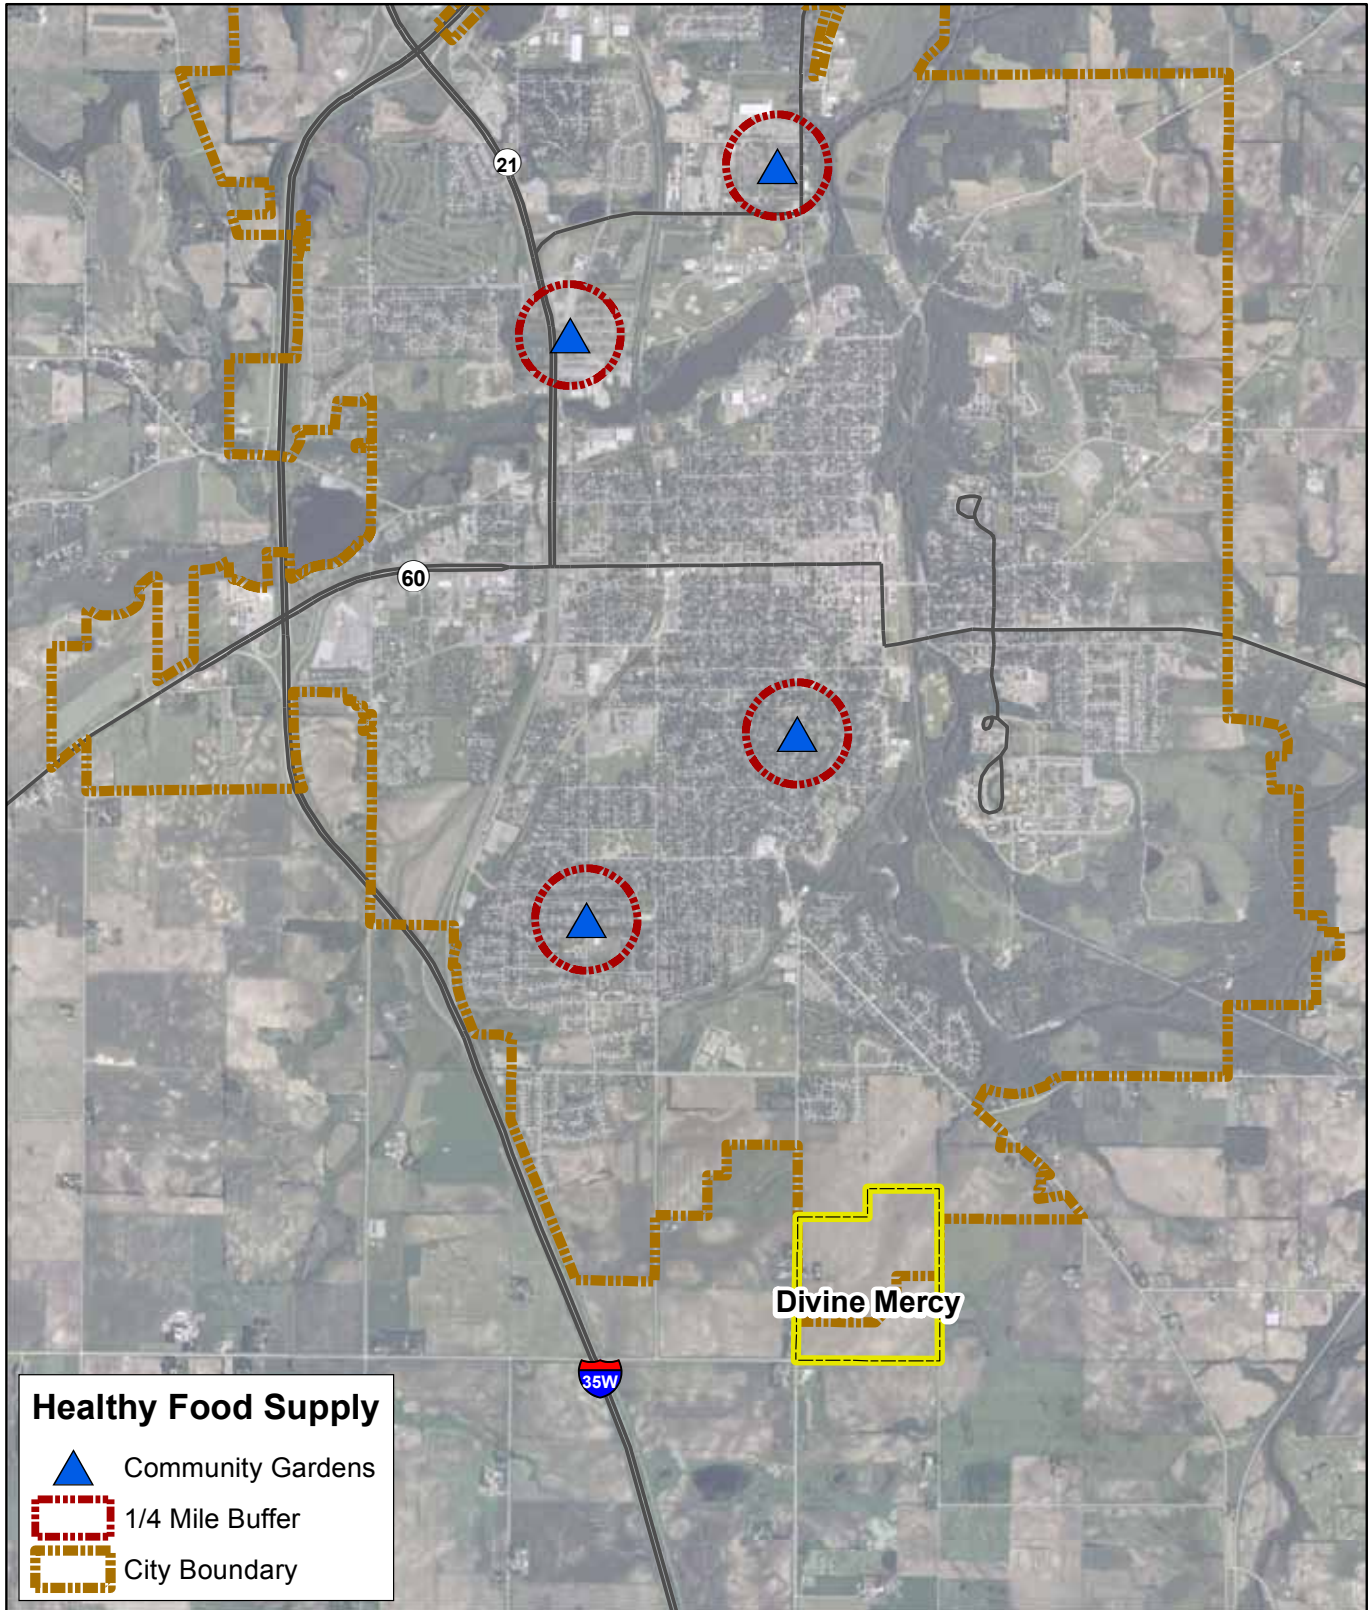 21
60
Divine Mercy
35W
Healthy Food Supply
Community Gardens
1/4 Mile Buffer
City Boundary